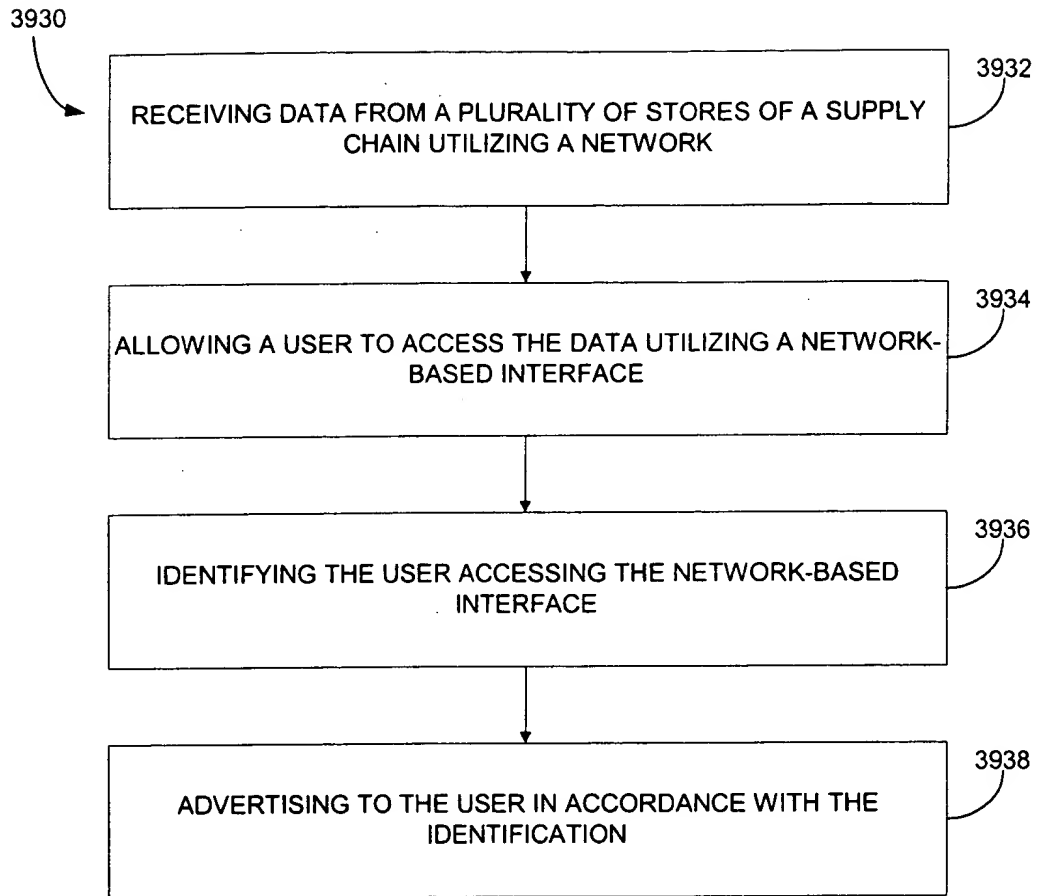 3930
3932
RECEIVING DATA FROM A PLURALITY OF STORES OF A SUPPLY
CHAIN UTILIZING A NETWORK
3934
ALLOWING A USER TO ACCESS THE DATA UTILIZING A NETWORK-
BASED INTERFACE
3936
IDENTIFYING THE USER ACCESSING THE NETWORK-BASED
INTERFACE
3938
ADVERTISING TO THE USER IN ACCORDANCE WITH THE
IDENTIFICATION